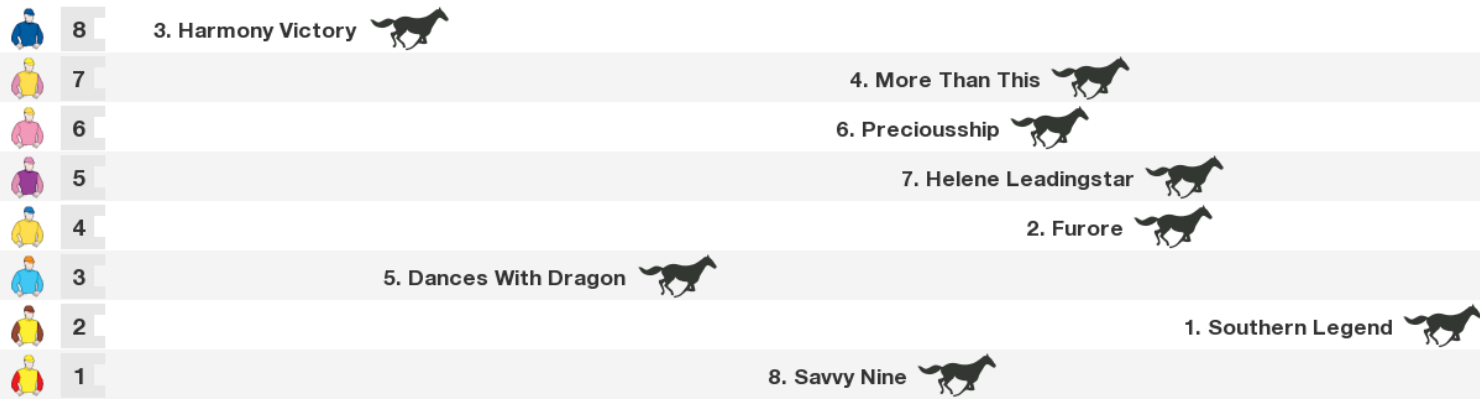 8 3. Harmony Victory
7 4. More Than This
6 6. Preciousship
5 7. Helene Leadingstar
4 2. Furore
3 5. Dances With Dragon
2 1. Southern Legend
1 8. Savvy Nine